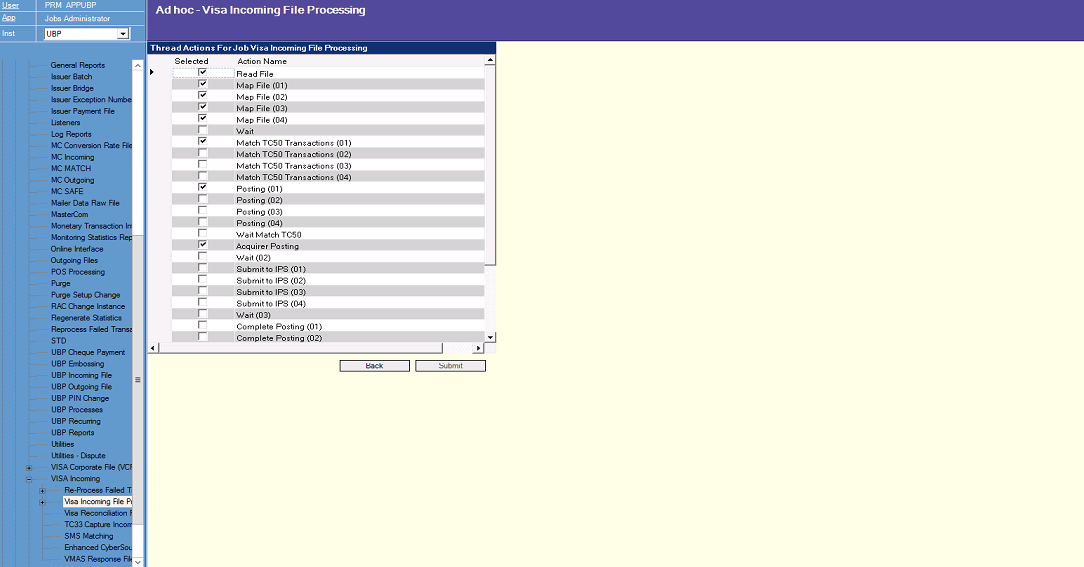 User PRM APPUBP
App Jobs Administrator
Inst UBP
Ad hoc - Visa Incoming File Processing
General Reports
Issuer Batch
Issuer Bridge
Issuer Exception Numbe
Issuer Payment File
Listeners
Log Reports
MC Conversion Rate File
MC Incoming
MC MATCH
MC Outgoing
MC SAFE
Mailer Data Raw File
MasterCom
Monetary Transaction In
Monitoring Statistics Rep
Online Interface
Outgoing Files
POS Processing
Purge
Purge Setup Change
RAC Change Instance
Regenerate Statistics
Reprocess Failed Transa
STD
UBP Cheque Payment
UBP Embossing
UBP Incoming File
UBP Outgoing File
UBP PIN Change
UBP Processes
UBP Recurring
UBP Reports
Utilities
Utilities - Dispute
VISA Corporate File (VCF
VISA Incoming
Re-Process Failed T
Visa Incoming File P
Visa Reconciliation F
TC33 Capture Incom
SMS Matching
Enhanced CyberSou
VMAS Response File
Thread Actions For Job Visa Incoming File Processing
Selected Action Name
Read File
Map File (01)
Map File (02)
Map File (03)
Map File (04)
Wait
Match TC50 Transactions (01)
Match TC50 Transactions (02)
Match TC50 Transactions (03)
Match TC50 Transactions (04)
Posting (01)
Posting (02)
Posting (03)
Posting (04)
Wait Match TC50
Acquirer Posting
Wait (02)
Submit to IPS (01)
Submit to IPS (02)
Submit to IPS (03)
Submit to IPS (04)
Wait (03)
Complete Posting (01)
Complete Posting (02)
Back Submit